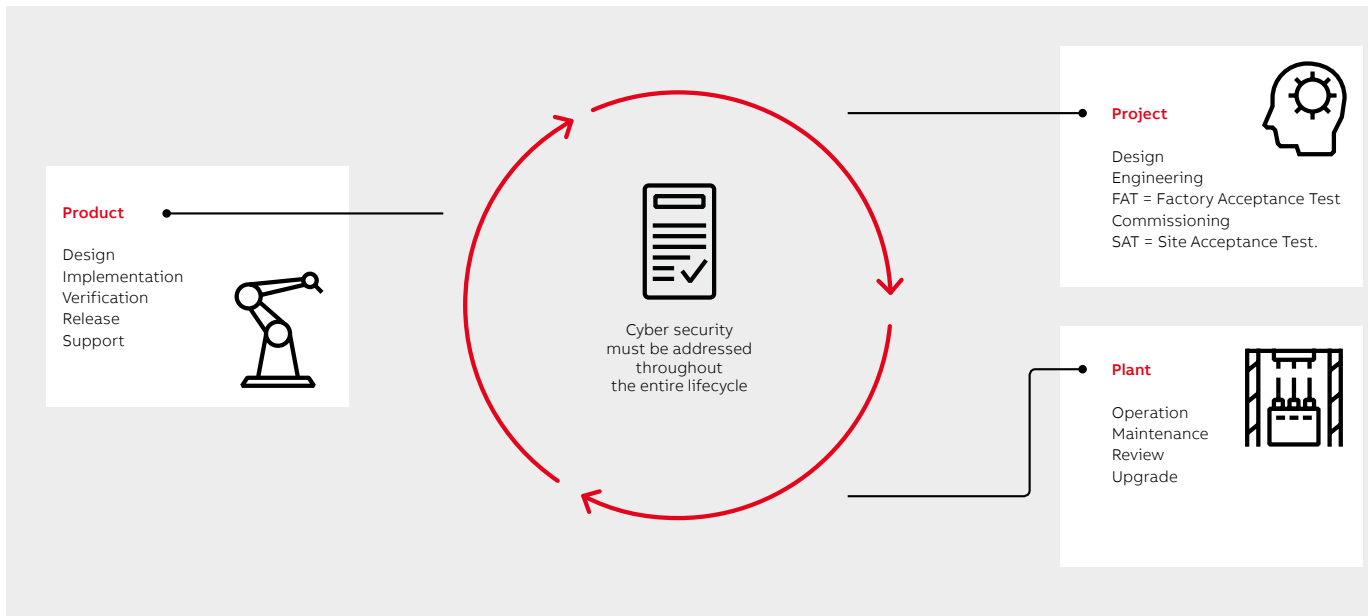 Product
Design
Implementation
Verification
Release
Support
Cyber security
must be addressed
throughout
the entire lifecycle
Project
Design
Engineering
FAT = Factory Acceptance Test
Commissioning
SAT = Site Acceptance Test.
Plant
Operation
Maintenance
Review
Upgrade